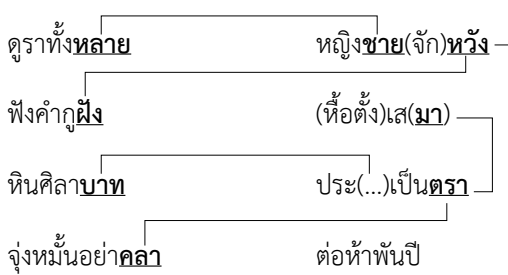 ดูราทั้งหลาย หญิงชาย(จัก)หวัง
ฟังคำกูฝัง (หื้อตั้ง)เส(มา)
หินศิลาบาท ประ(...)เป็นตรา
จุ่งหมั้นอย่าคลา ต่อห้าพันปี